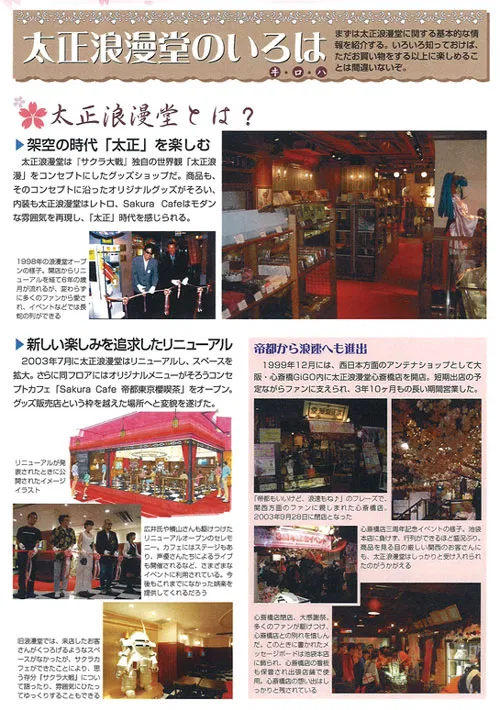 太正浪漫堂のいろは
イ・ロ・ハ
まずは太正浪漫堂に関する基本的な情
報を紹介する。いろいろ知っておけば、
ただお買い物をする以上に楽しめるこ
とは間違いないぞ。
太正浪漫堂とは？
▶架空の時代「太正」を楽しむ
太正浪漫堂は『サクラ大戦』独自の世界観「太正浪
漫」をコンセプトにしたグッズショップだ。商品も、
そのコンセプトに沿ったオリジナルグッズがそろい、
内装も太正浪漫堂はレトロ、Sakura Cafeはモダン
な雰囲気を再現し、「太正」時代を感じられる。
1998年の浪漫堂オープ
ンの様子。開店からリニ
ューアルを経て6年の歳
月が流れるが、変わらず
に多くのファンから愛さ
れ、イベントなどでは長
蛇の列ができる
▶新しい楽しみを追求したリニューアル
2003年7月に太正浪漫堂はリニューアルし、スペースを
拡大。さらに同フロアにはオリジナルメニューがそろうコンセ
プトカフェ「Sakura Cafe 帝都東京櫻喫茶」をオープン。
グッズ販売店という枠を越えた場所へと変貌を遂げた。
リニューアルが発
表されたときに公
開されたイメージ
イラスト
広井氏や横山さんも駆けつけた
リニューアルオープンのセレモ
ニー。カフェにはステージもあ
り、声優さんたちによるライブ
も開催されるなど、さまざまな
イベントに利用されている。今
後もこれまでになかった娯楽を
提供してくれるだろう
旧浪漫堂では、来店したお客
さんがくつろげるようなスペ
ースがなかったが、サクラカ
フェができたことにより、思
う存分『サクラ大戦』につい
て語ったり、雰囲気にひたっ
てゆっくりすることもできる
帝都から浪速へも進出
1999年12月には、西日本方面のアンテナショップとして大
阪・心斎橋GiGO内に太正浪漫堂心斎橋店を開店。短期出店の予
定ながらファンに支えられ、3年10ヶ月もの長い期間営業した。
「帝都もいいけど、浪速もね♪」のフレーズで、
関西方面のファンに親しまれた心斎橋店。
2003年9月28日に閉店となった
心斎橋店三周年記念イベントの様子。池袋
本店に負けず、行列ができるほど盛況ぶり。
商品を見る目の厳しい関西のお客さんに
も、太正浪漫堂はしっかりと受け入れられ
たのがうかがえる
心斎橋店閉店、大感謝祭。
多くのファンが駆けつけ、
心斎橋店との別れを惜しん
だ。このときに書かれたメ
ッセージボードは池袋本店
に飾られ、心斎橋店の看板
も保管され出張店舗で使
用。心斎橋店の想い出はし
っかりと残されている